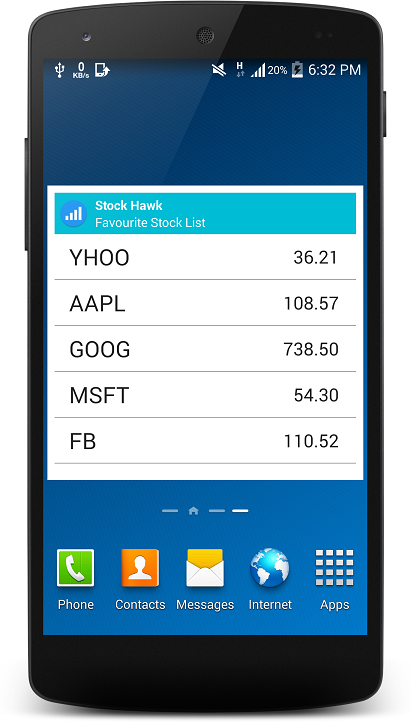 0
KB/s
H
20%
6:32 PM
Stock Hawk
Favourite Stock List
YHOO 36.21
AAPL 108.57
GOOG 738.50
MSFT 54.30
FB 110.52
Phone Contacts Messages Internet Apps